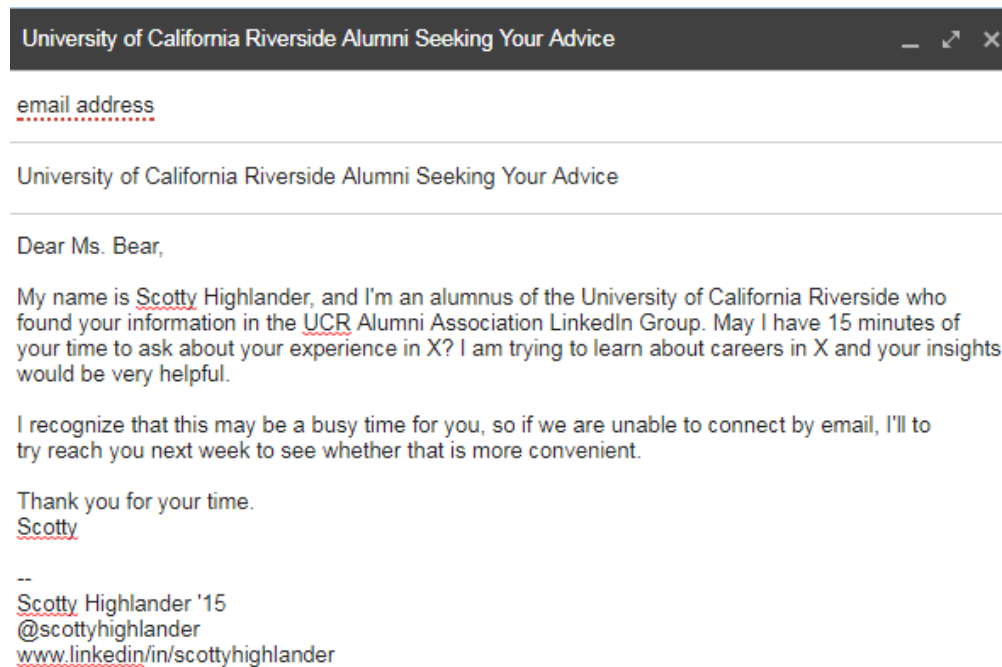 University of California Riverside Alumni Seeking Your Advice
email address
University of California Riverside Alumni Seeking Your Advice
Dear Ms. Bear,
My name is Scotty Highlander, and I'm an alumnus of the University of California Riverside who
found your information in the UCR Alumni Association LinkedIn Group. May I have 15 minutes of
your time to ask about your experience in X? I am trying to learn about careers in X and your insights
would be very helpful.
I recognize that this may be a busy time for you, so if we are unable to connect by email, I'll to
try reach you next week to see whether that is more convenient.
Thank you for your time.
Scotty
--
Scotty Highlander '15
@scottyhighlander
www.linkedin/in/scottyhighlander